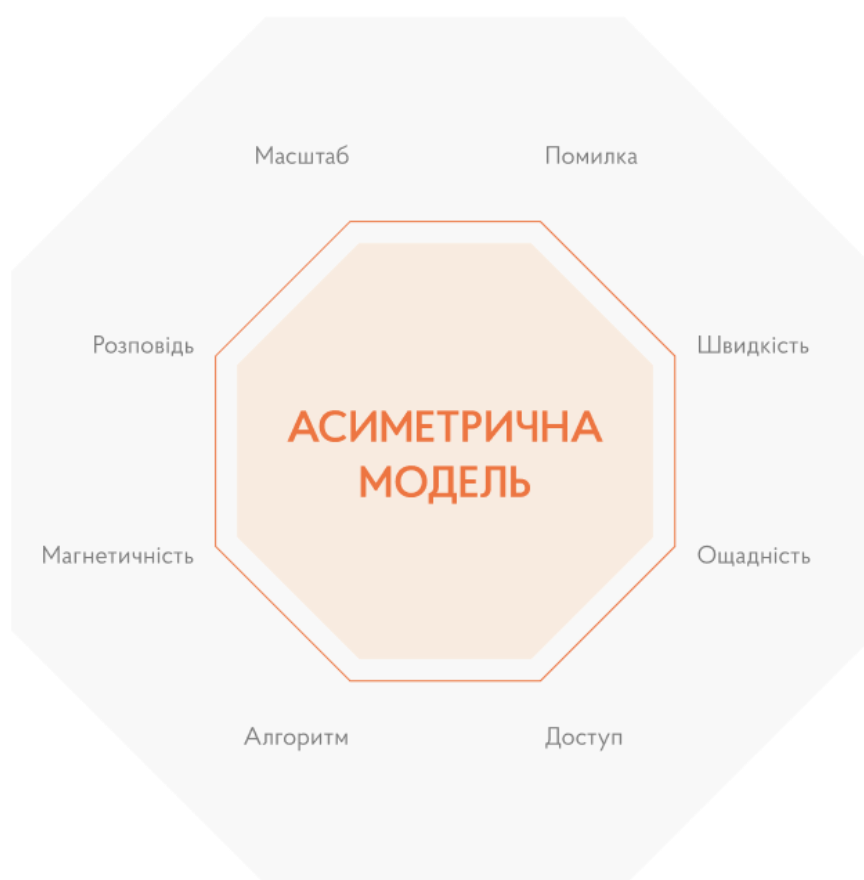 Масштаб
Помилка
Розповідь
Швидкість
АСИМЕТРИЧНА
МОДЕЛЬ
Магнетичність
Ощадність
Алгоритм
Доступ